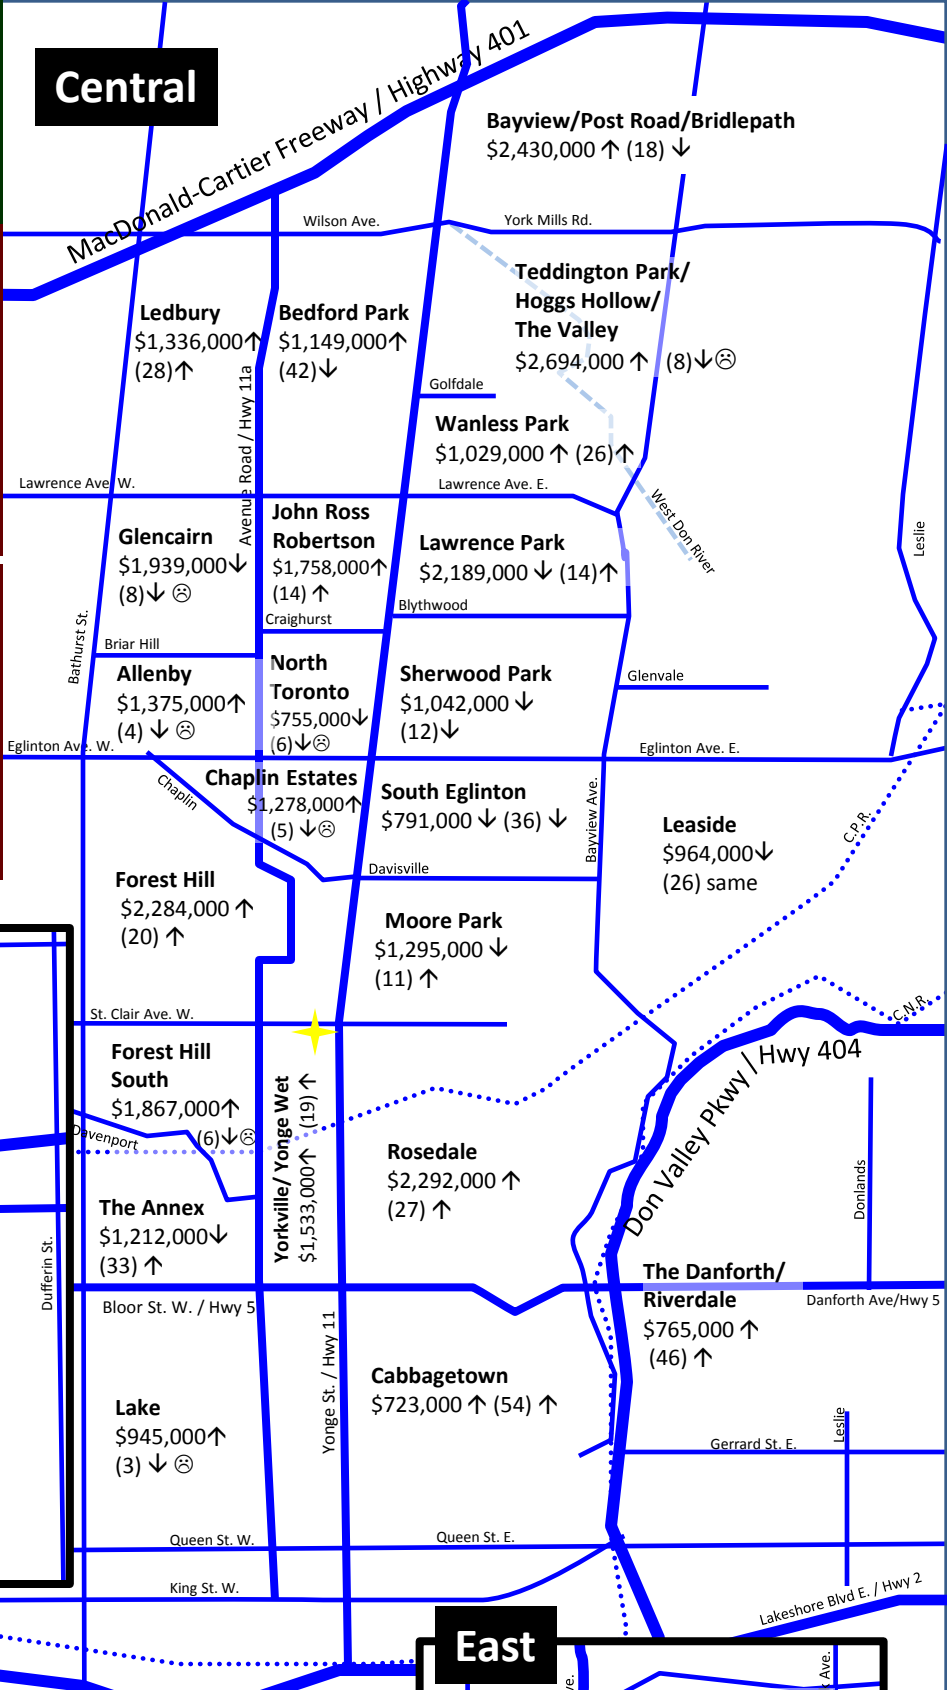 Central
MacDonald-Cartier Freeway / Highway 401
Bayview/Post Road/Bridlepath
$2,430,000 ↑ (18) ↓
Wilson Ave.
York Mills Rd.
Teddington Park/
Hoggs Hollow/
The Valley
$2,694,000 ↑ (8)↓☹
Ledbury
$1,336,000↑
(28)↑
Bedford Park
$1,149,000↑
(42)↓
Avenue Road / Hwy 11a
Golfdale
Wanless Park
$1,029,000 ↑ (26)↑
Lawrence Ave. W.
Lawrence Ave. E.
West Don River
Leslie
Glencairn
$1,939,000↓
(8)↓ ☹
John Ross
Robertson
$1,758,000↑
(14) ↑
Lawrence Park
$2,189,000 ↓ (14)↑
Blythwood
Craighurst
Bathurst St.
Briar Hill
Allenby
$1,375,000↑
(4) ↓ ☹
North
Toronto
$755,000↓
(6)↓☹
Sherwood Park
$1,042,000 ↓
(12)↓
Glenvale
Eglinton Ave. W.
Eglinton Ave. E.
Chaplin
Chaplin Estates
$1,278,000↑
(5) ↓☹
South Eglinton
$791,000 ↓ (36) ↓
Bayview Ave.
Leaside
$964,000↓
(26) same
C.P.R.
Davisville
Forest Hill
$2,284,000 ↑
(20) ↑
Moore Park
$1,295,000 ↓
(11) ↑
St. Clair Ave. W.
C.N.R.
Don Valley Pkwy / Hwy 404
Forest Hill
South
$1,867,000↑
(6)↓☹
Davenport
Yorkville/ Yonge Wet
$1,533,000↑ (19) ↑
Rosedale
$2,292,000 ↑
(27) ↑
Donlands
The Annex
$1,212,000↓
(33) ↑
Dufferin St.
Bloor St. W. / Hwy 5
The Danforth/
Riverdale
$765,000 ↑
(46) ↑
Danforth Ave/Hwy 5
Yonge St. / Hwy 11
Cabbagetown
$723,000 ↑ (54) ↑
Lake
$945,000↑
(3) ↓ ☹
Leslie
Gerrard St. E.
Queen St. W.
Queen St. E.
King St. W.
Lakeshore Blvd E. / Hwy 2
East
ve.
Ave.